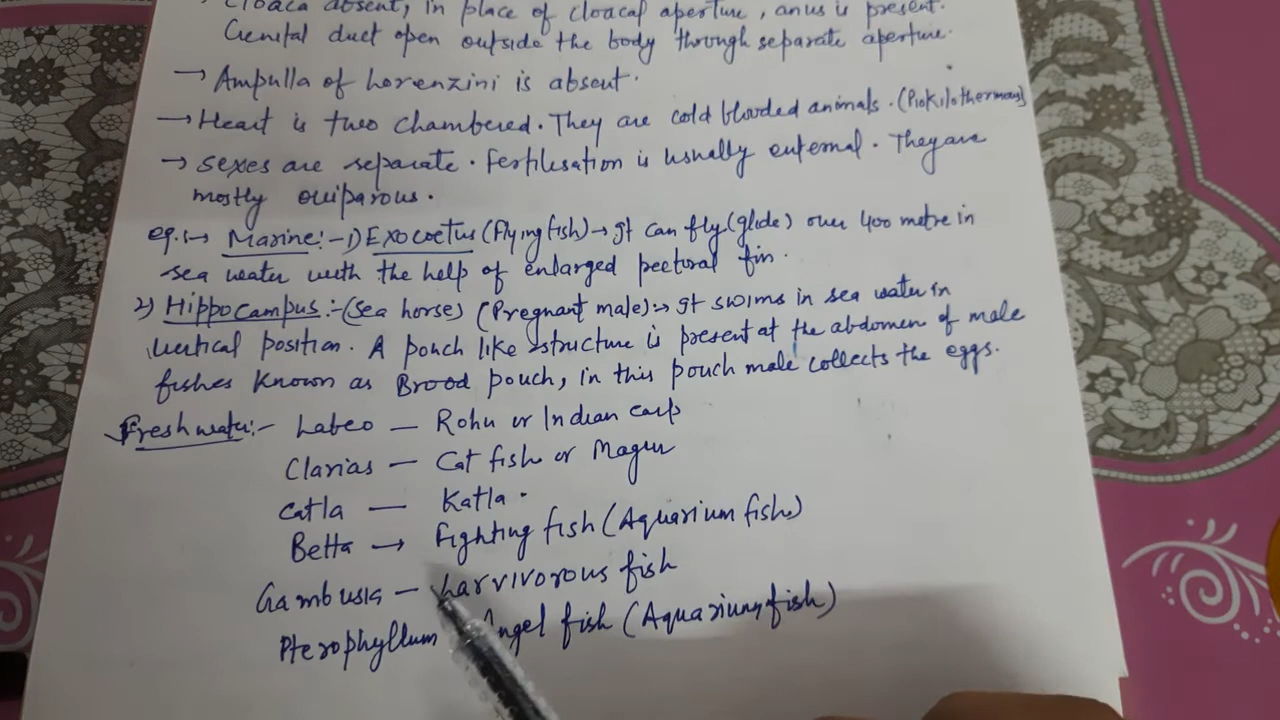 → Cloaca absent, in place of cloacal aperture, anus is present.
Genital duct open outside the body through separate aperture.
→ Ampulla of Lorenzini is absent.
→ Heart is two chambered. They are cold blooded animals. (Poikilothermous)
→ Sexes are separate. Fertilisation is usually external. They are
mostly oviparous.
eg.:→ Marine:- 1) Exocoetus (Flying fish) → It can fly (glide) over 400 metre in
sea water with the help of enlarged pectoral fin.
2) Hippocampus:- (Sea horse) (Pregnant male) :→ It swims in sea water in
vertical position. A pouch like structure is present at the abdomen of male
fishes known as Brood pouch, in this pouch male collects the eggs.
Freshwater:- Labeo — Rohu or Indian carp
Clarias — Cat fish or Magur
Catla — Katla.
Betta → Fighting fish (Aquarium fish)
Gambusia — Larvivorous fish
Pterophyllum Angel fish (Aquarium fish)